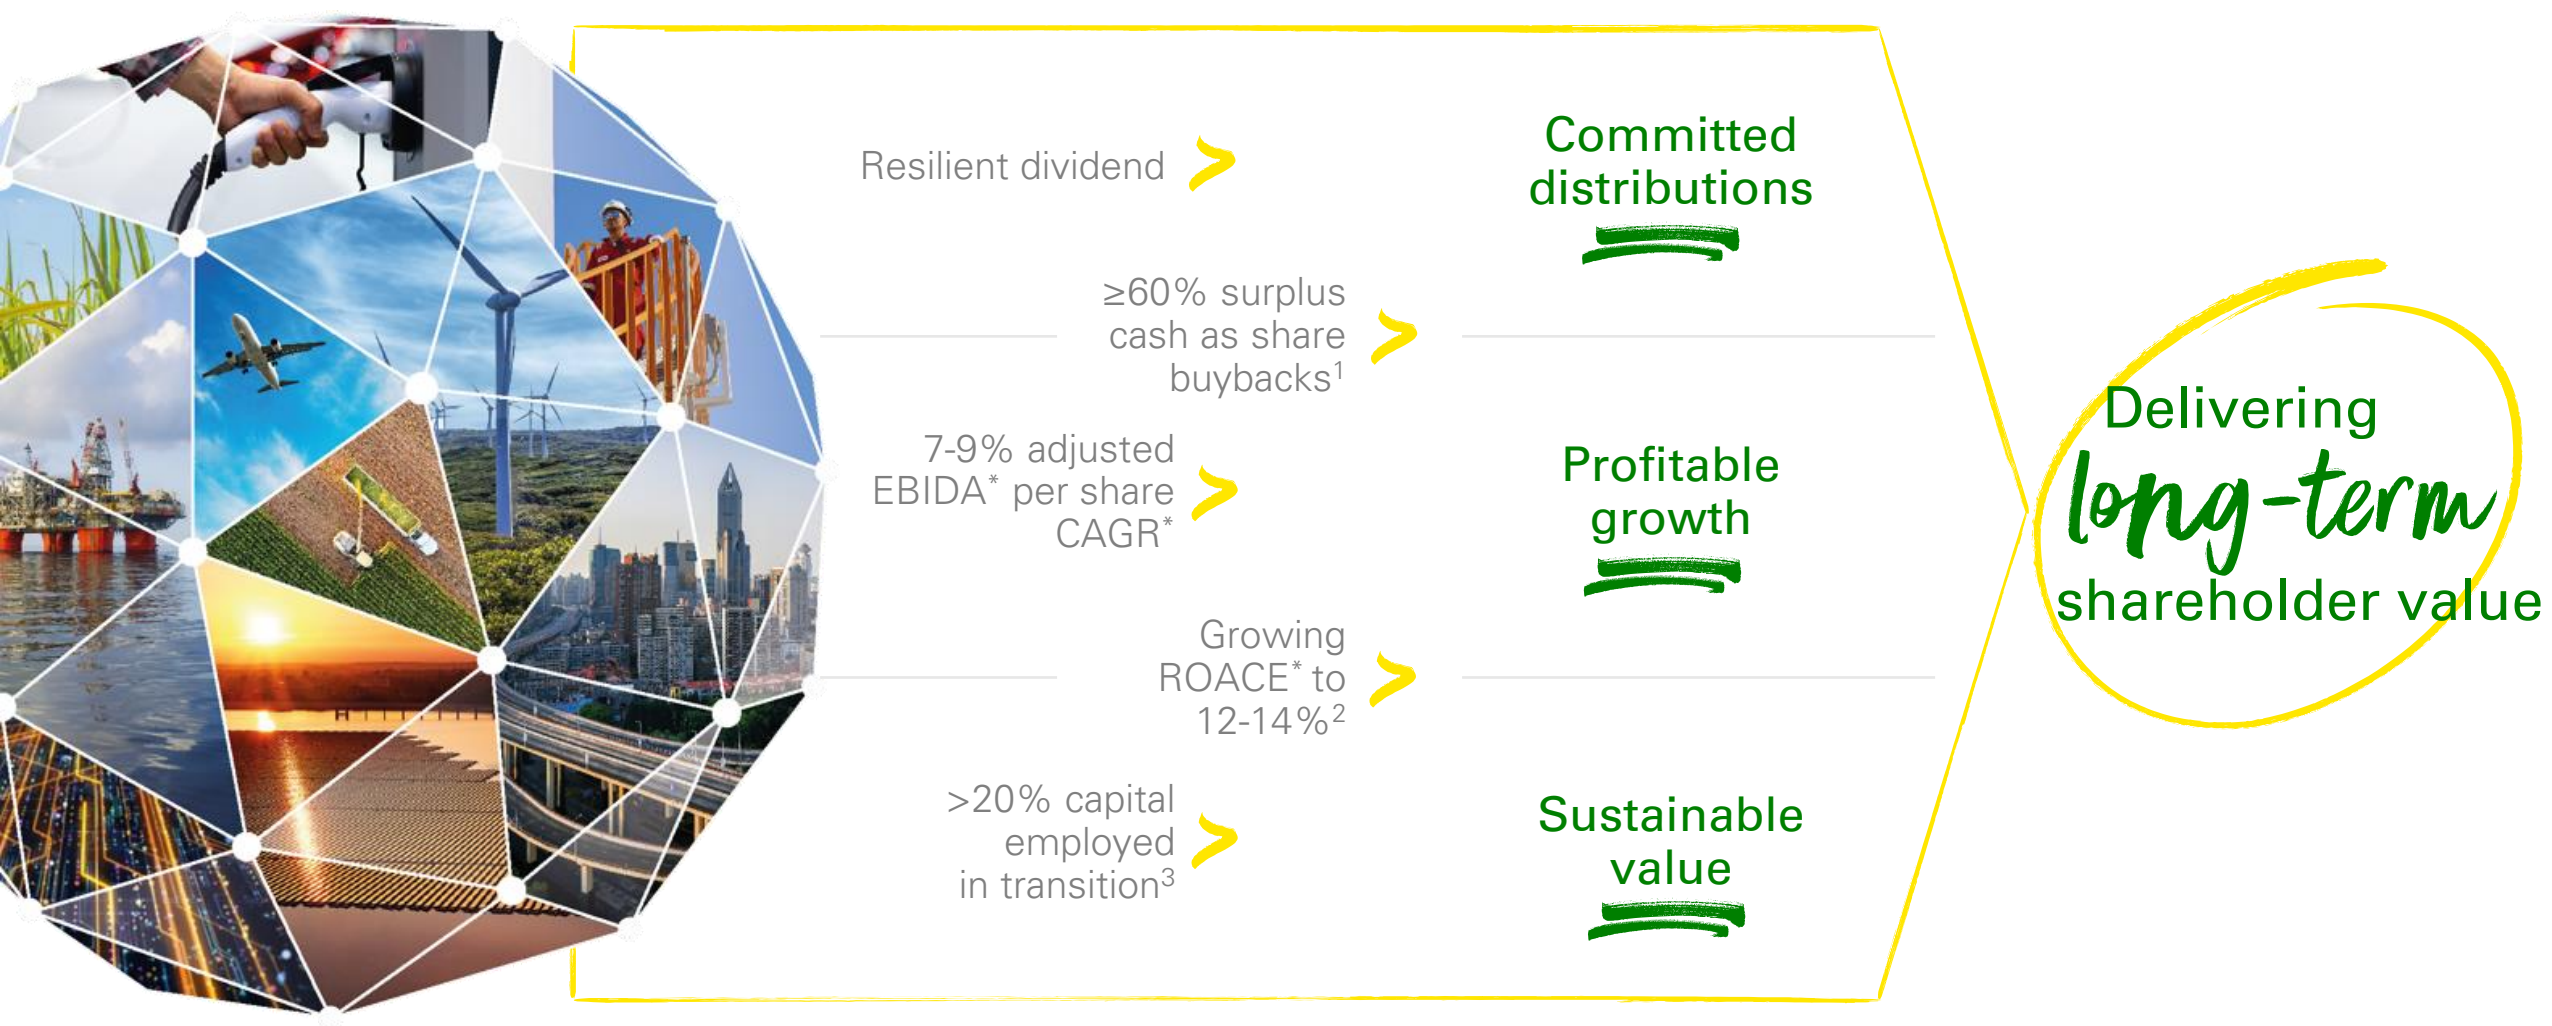 Resilient dividend
≥60% surplus
cash as share
buybacks¹
7-9% adjusted
EBIDA* per share
CAGR*
Growing
ROACE* to
12-14%²
>20% capital
employed
in transition³
Committed
distributions
Profitable
growth
Sustainable
value
Delivering
long-term
shareholder value